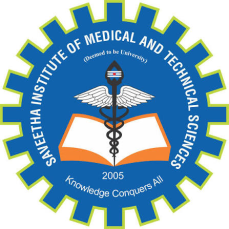 SAVEETHA INSTITUTE OF MEDICAL AND TECHNICAL SCIENCES
(Deemed to be University)
2005
Knowledge Conquers All